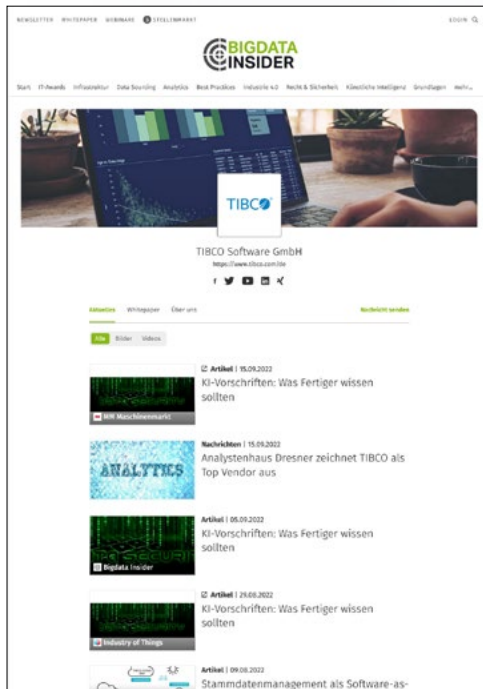 NEWSLETTER WHITEPAPER WEBINARE STELLENMARKT LOGIN
BIGDATA
INSIDER
Start IT-Awards Infrastruktur Data Sourcing Analytics Best Practices Industrie 4.0 Recht & Sicherheit Künstliche Intelligenz Grundlagen mehr...
TIBCO
TIBCO Software GmbH
https://www.tibco.com/de
Aktuelles Whitepaper Über uns Nachricht senden
Alle Bilder Videos
Artikel | 15.09.2022
KI-Vorschriften: Was Fertiger wissen
sollten
MM Maschinenmarkt
Nachrichten | 15.09.2022
Analystenhaus Dresner zeichnet TIBCO als
Top Vendor aus
ANALYTICS
Artikel | 05.09.2022
KI-Vorschriften: Was Fertiger wissen
sollten
Bigdata Insider
Artikel | 29.08.2022
KI-Vorschriften: Was Fertiger wissen
sollten
Industry of Things
Artikel | 09.08.2022
Stammdatenmanagement als Software-as-